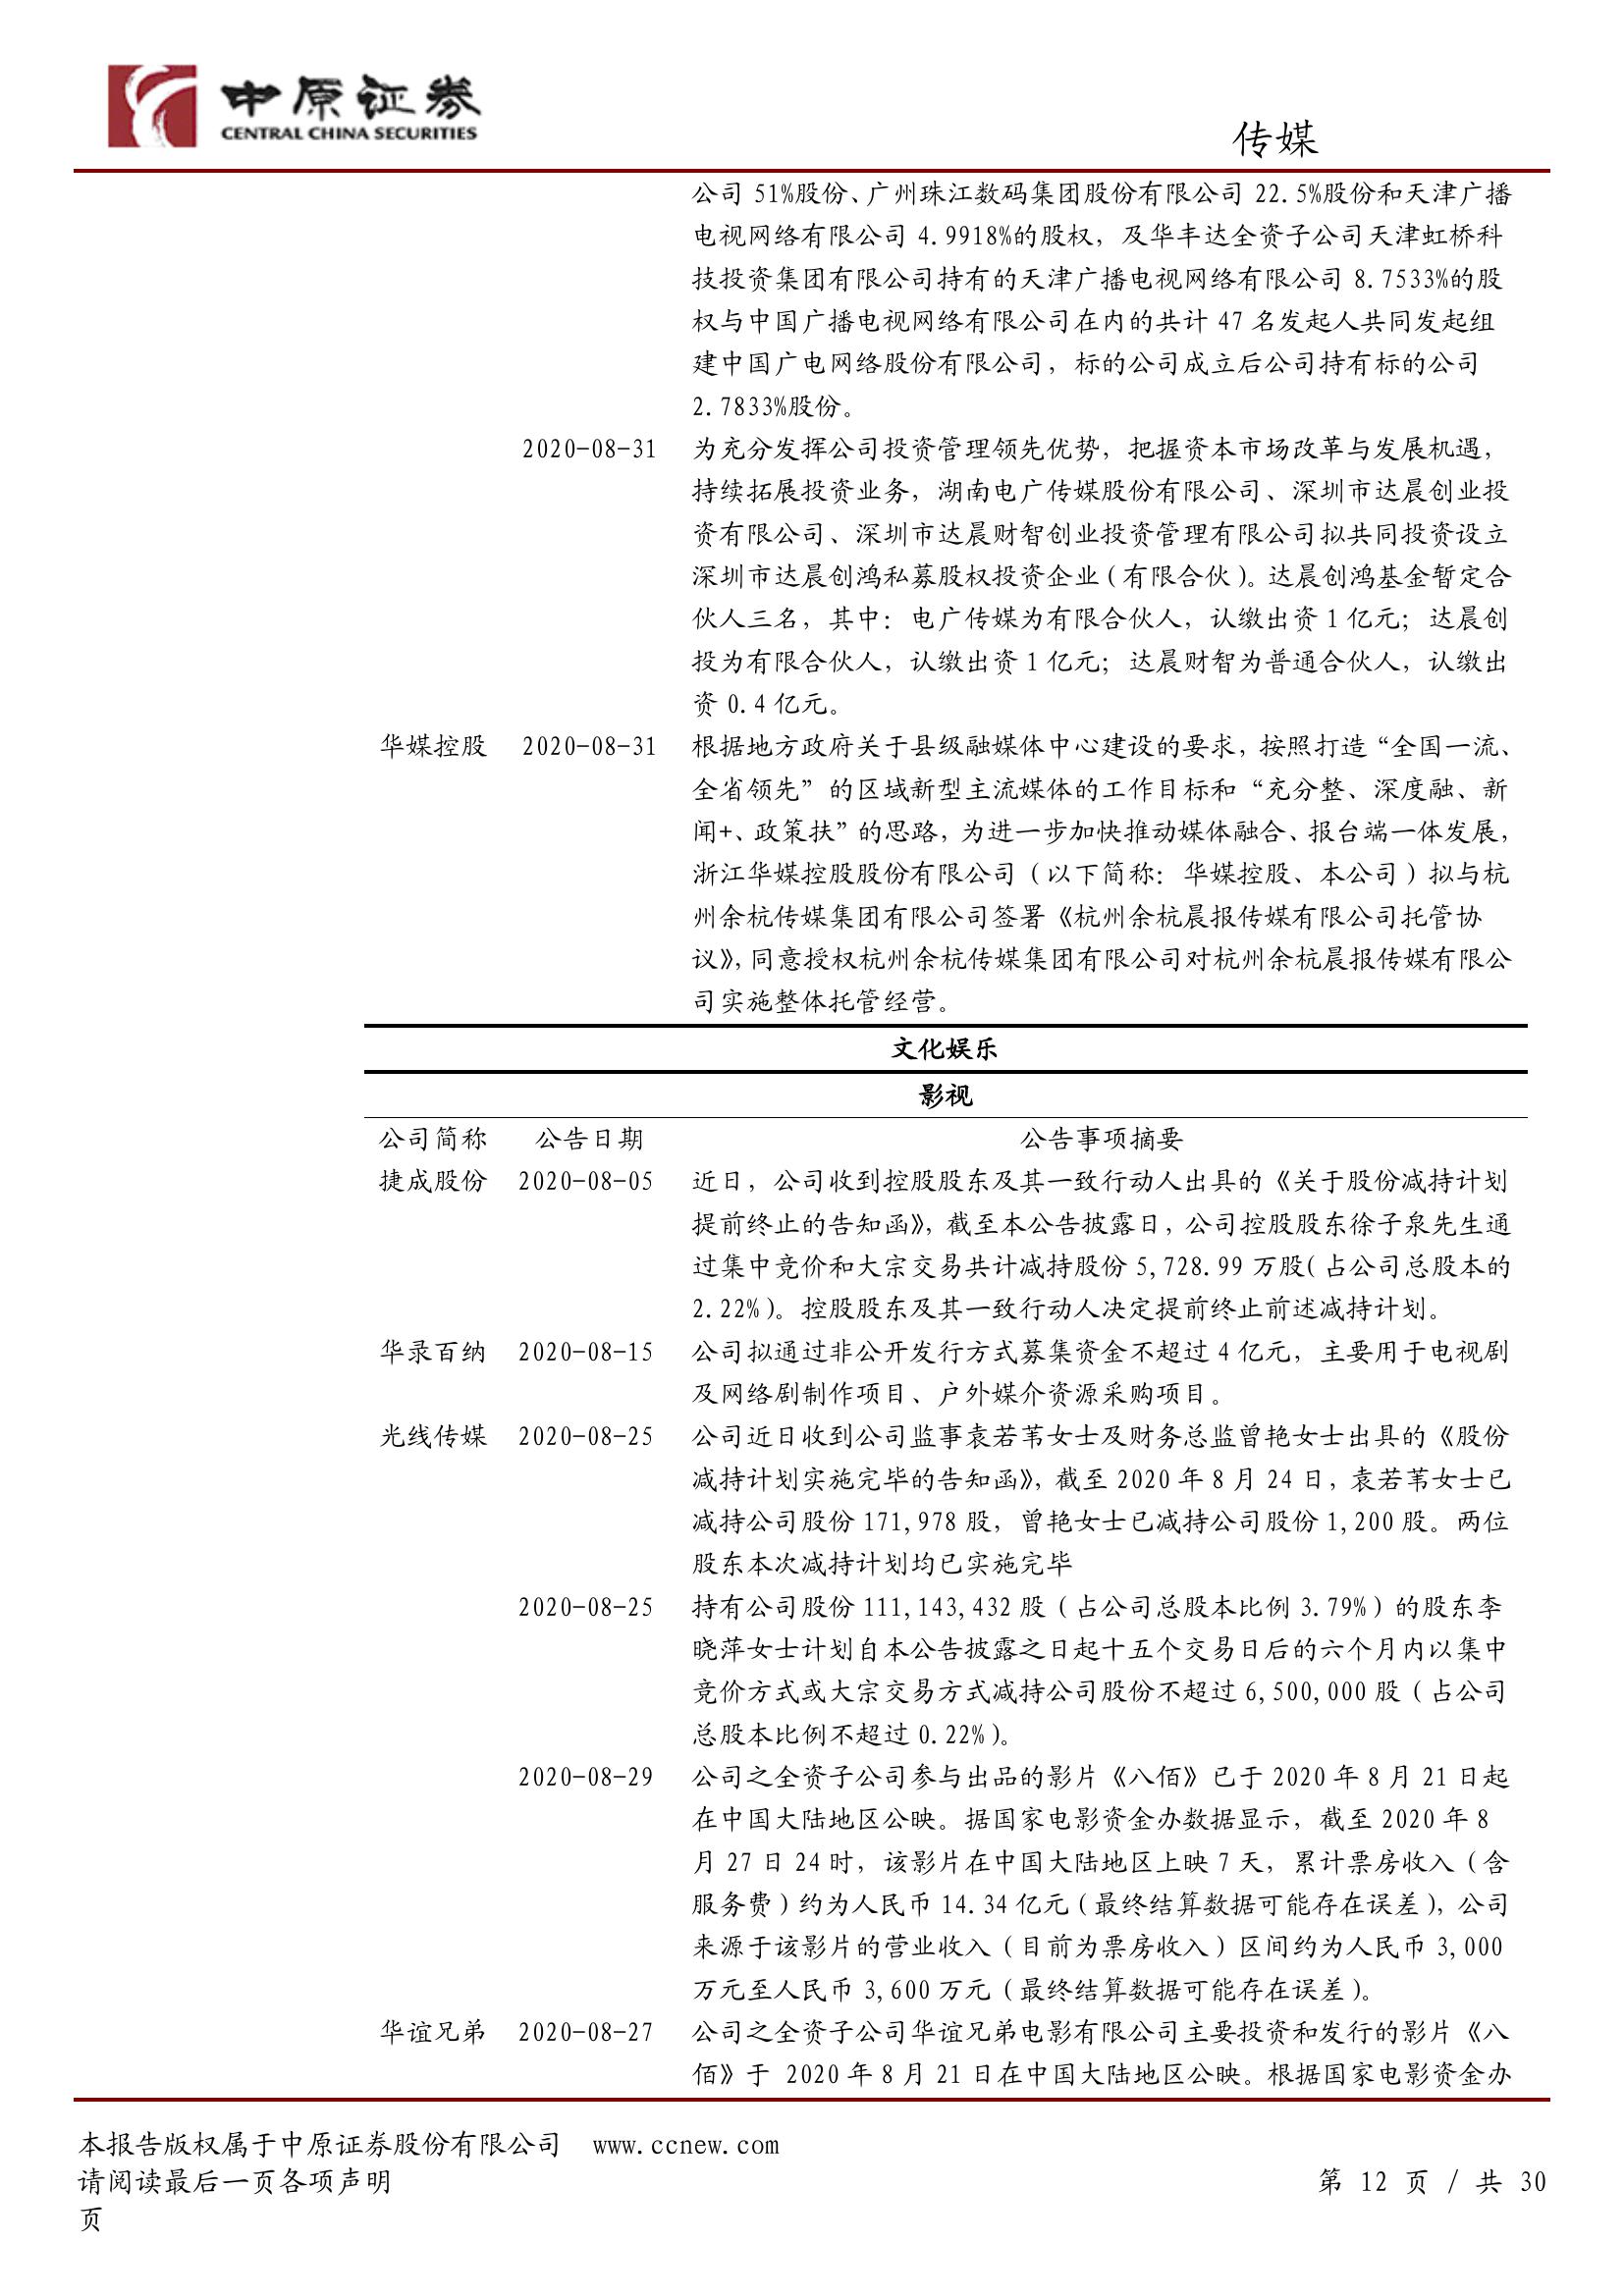 中原证券
CENTRAL CHINA SECURITIES
传媒
公司 51%股份、广州珠江数码集团股份有限公司 22.5%股份和天津广播
电视网络有限公司 4.9918%的股权，及华丰达全资子公司天津虹桥科
技投资集团有限公司持有的天津广播电视网络有限公司 8.7533%的股
权与中国广播电视网络有限公司在内的共计 47 名发起人共同发起组
建中国广电网络股份有限公司，标的公司成立后公司持有标的公司
2.7833%股份。
2020-08-31 为充分发挥公司投资管理领先优势，把握资本市场改革与发展机遇，
持续拓展投资业务，湖南电广传媒股份有限公司、深圳市达晨创业投
资有限公司、深圳市达晨财智创业投资管理有限公司拟共同投资设立
深圳市达晨创鸿私募股权投资企业（有限合伙）。达晨创鸿基金暂定合
伙人三名，其中：电广传媒为有限合伙人，认缴出资 1 亿元；达晨创
投为有限合伙人，认缴出资 1 亿元；达晨财智为普通合伙人，认缴出
资 0.4 亿元。
华媒控股 2020-08-31 根据地方政府关于县级融媒体中心建设的要求，按照打造“全国一流、
全省领先”的区域新型主流媒体的工作目标和“充分整、深度融、新
闻+、政策扶”的思路，为进一步加快推动媒体融合、报台端一体发展，
浙江华媒控股股份有限公司（以下简称：华媒控股、本公司）拟与杭
州余杭传媒集团有限公司签署《杭州余杭晨报传媒有限公司托管协
议》，同意授权杭州余杭传媒集团有限公司对杭州余杭晨报传媒有限公
司实施整体托管经营。
文化娱乐
影视
公司简称 公告日期 公告事项摘要
捷成股份 2020-08-05 近日，公司收到控股股东及其一致行动人出具的《关于股份减持计划
提前终止的告知函》，截至本公告披露日，公司控股股东徐子泉先生通
过集中竞价和大宗交易共计减持股份 5,728.99 万股（占公司总股本的
2.22%）。控股股东及其一致行动人决定提前终止前述减持计划。
华录百纳 2020-08-15 公司拟通过非公开发行方式募集资金不超过 4 亿元，主要用于电视剧
及网络剧制作项目、户外媒介资源采购项目。
光线传媒 2020-08-25 公司近日收到公司监事袁若苇女士及财务总监曾艳女士出具的《股份
减持计划实施完毕的告知函》，截至 2020 年 8 月 24 日，袁若苇女士已
减持公司股份 171,978 股，曾艳女士已减持公司股份 1,200 股。两位
股东本次减持计划均已实施完毕
2020-08-25 持有公司股份 111,143,432 股（占公司总股本比例 3.79%）的股东李
晓萍女士计划自本公告披露之日起十五个交易日后的六个月内以集中
竞价方式或大宗交易方式减持公司股份不超过 6,500,000 股（占公司
总股本比例不超过 0.22%）。
2020-08-29 公司之全资子公司参与出品的影片《八佰》已于 2020 年 8 月 21 日起
在中国大陆地区公映。据国家电影资金办数据显示，截至 2020 年 8
月 27 日 24 时，该影片在中国大陆地区上映 7 天，累计票房收入（含
服务费）约为人民币 14.34 亿元（最终结算数据可能存在误差），公司
来源于该影片的营业收入（目前为票房收入）区间约为人民币 3,000
万元至人民币 3,600 万元（最终结算数据可能存在误差）。
华谊兄弟 2020-08-27 公司之全资子公司华谊兄弟电影有限公司主要投资和发行的影片《八
佰》于 2020 年 8 月 21 日在中国大陆地区公映。根据国家电影资金办
本报告版权属于中原证券股份有限公司 www.ccnew.com
请阅读最后一页各项声明 第 12 页 / 共 30
页